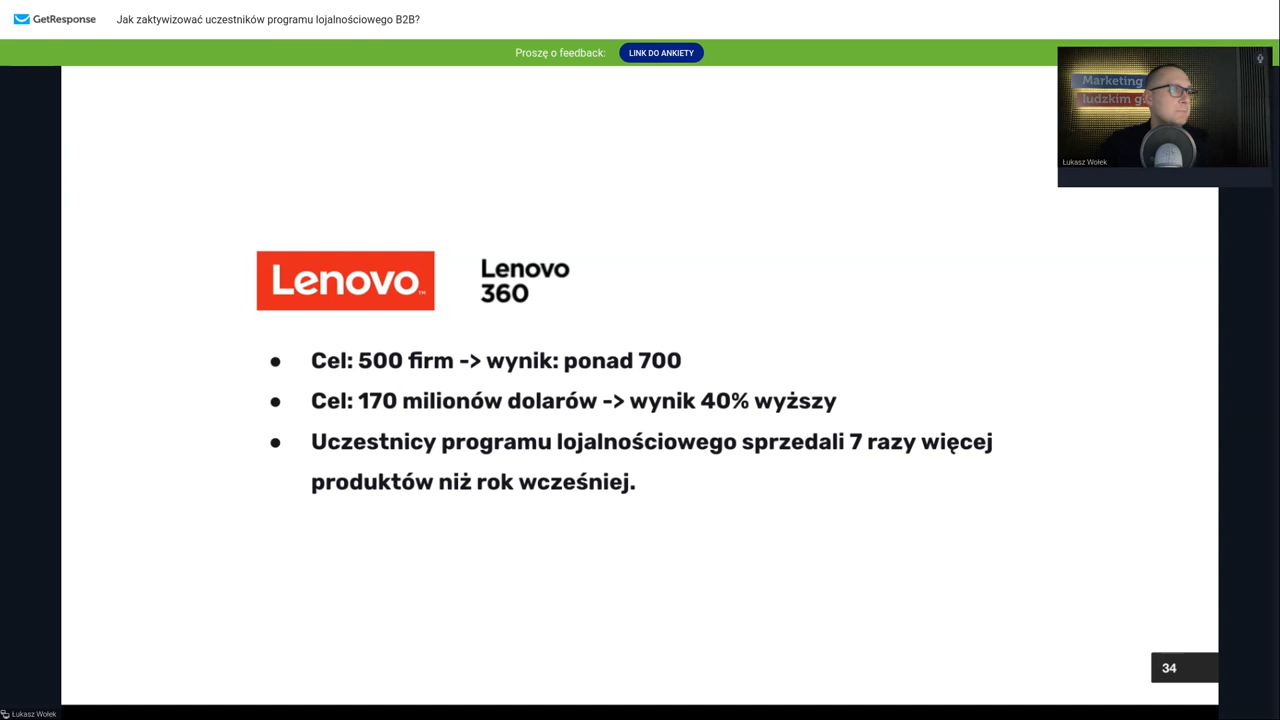 GetResponse Jak zaktywizować uczestników programu lojalnościowego B2B?
Proszę o feedback: LINK DO ANKIETY
Marketing
ludzkim g
Łukasz Wołek
Lenovo™
Lenovo
360
● Cel: 500 firm -> wynik: ponad 700
● Cel: 170 milionów dolarów -> wynik 40% wyższy
● Uczestnicy programu lojalnościowego sprzedali 7 razy więcej
produktów niż rok wcześniej.
34
Łukasz Wołek